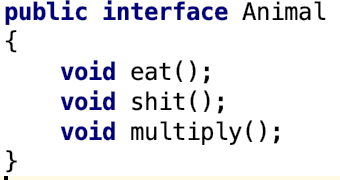 public interface Animal
{
    void eat();
    void shit();
    void multiply();
}